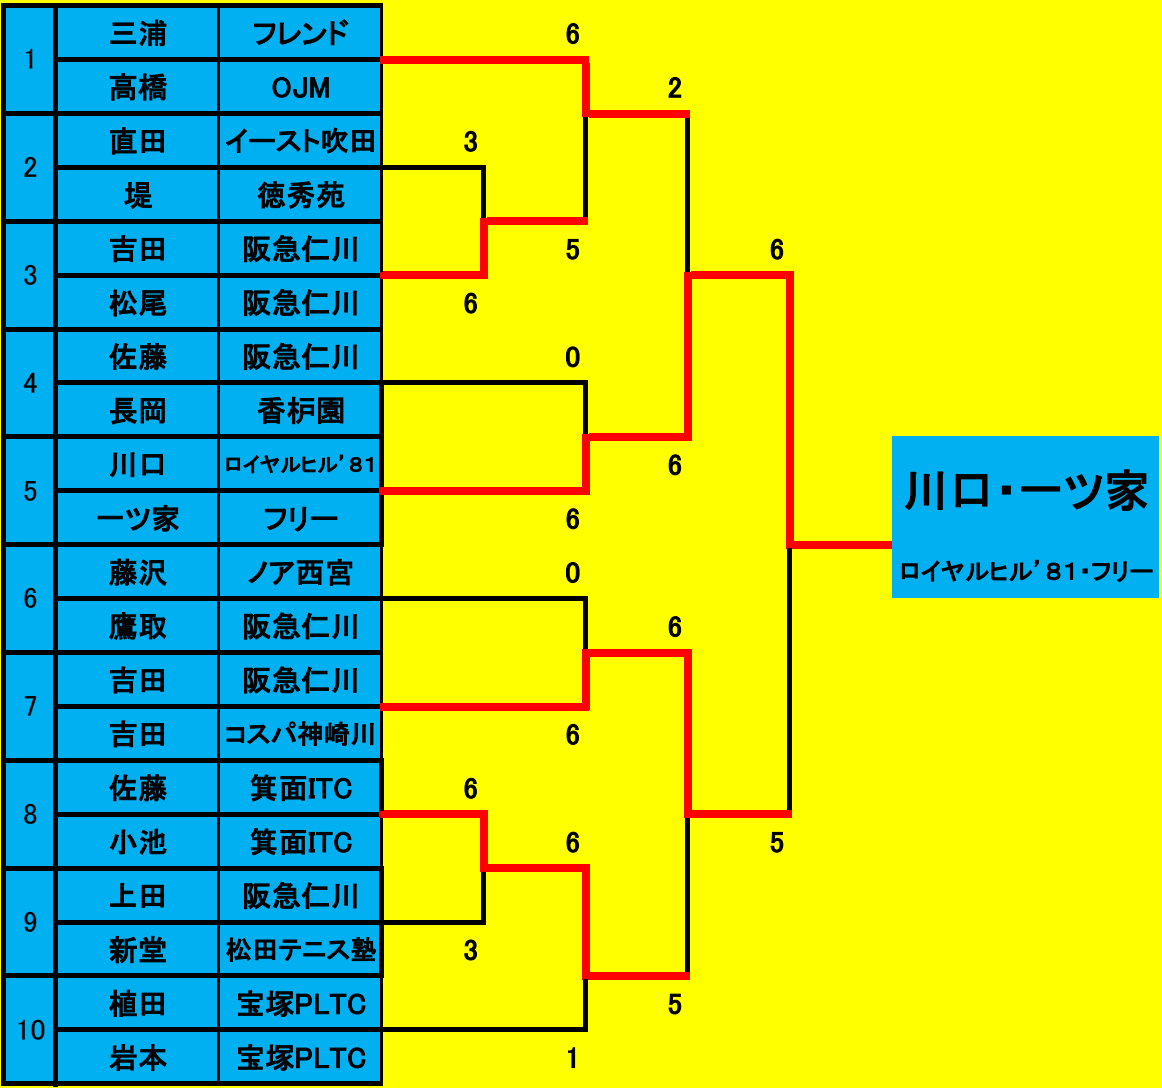 1
三浦 フレンド
高橋 OJM
2
直田 イースト吹田
堤 徳秀苑
3
吉田 阪急仁川
松尾 阪急仁川
4
佐藤 阪急仁川
長岡 香枦園
5
川口 ロイヤルヒル’81
一ツ家 フリー
6
藤沢 ノア西宮
鷹取 阪急仁川
7
吉田 阪急仁川
吉田 コスパ神崎川
8
佐藤 箕面ITC
小池 箕面ITC
9
上田 阪急仁川
新堂 松田テニス塾
10
植田 宝塚PLTC
岩本 宝塚PLTC
3
6
6
3
6
5
0
6
0
6
6
1
2
6
6
5
6
5
川口・一ツ家
ロイヤルヒル’81・フリー